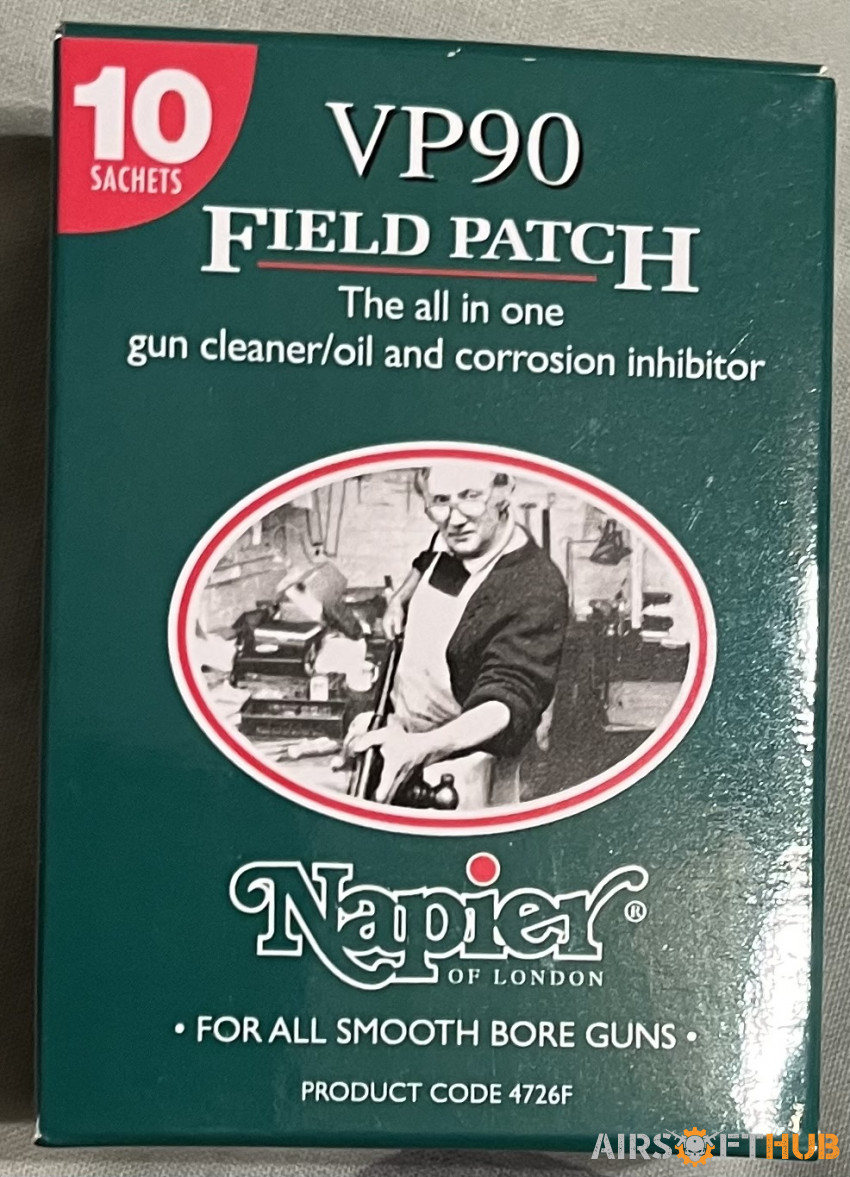 10
SACHETS
VP90
FIELD PATCH
The all in one
gun cleaner/oil and corrosion inhibitor
Napier®
OF LONDON
• FOR ALL SMOOTH BORE GUNS •
PRODUCT CODE 4726F
AIRSOFTHUB